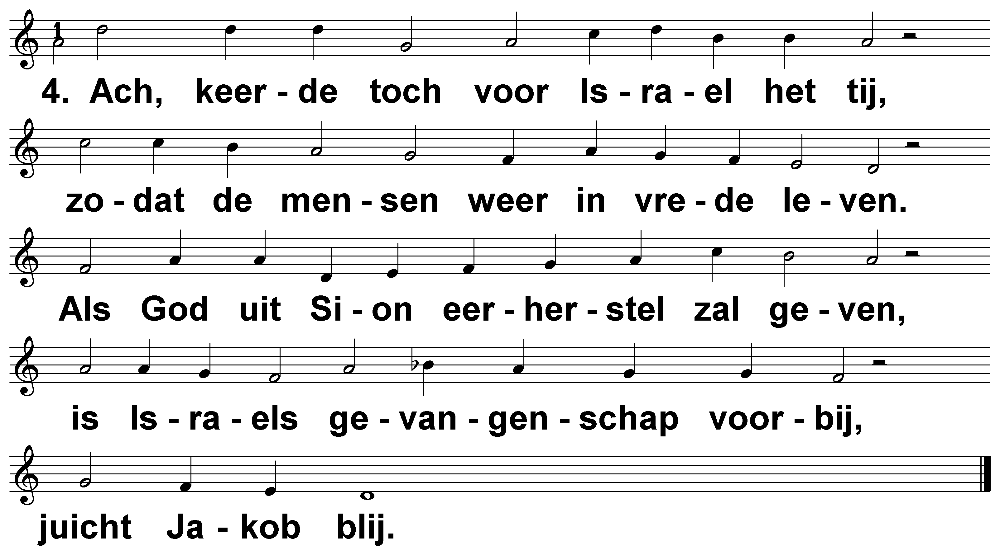 1
4. Ach, keer - de toch voor Is - ra - el het tij,
zo - dat de men - sen weer in vre - de le - ven.
Als God uit Si - on eer - her - stel zal ge - ven,
is Is - ra - els ge - van - gen - schap voor - bij,
juicht Ja - kob blij.